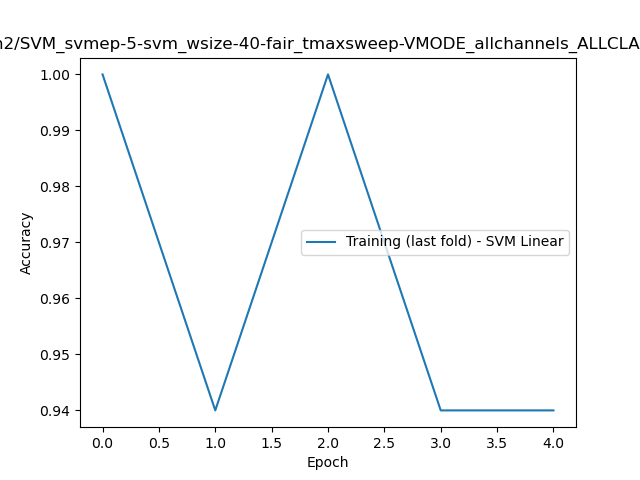 n2/SVM_svmep-5-svm_wsize-40-fair_tmaxsweep-VMODE_allchannels_ALLCLA
1.00
0.99
0.98
0.97
0.96
0.95
0.94
Accuracy
Training (last fold) - SVM Linear
0.0 0.5 1.0 1.5 2.0 2.5 3.0 3.5 4.0
Epoch